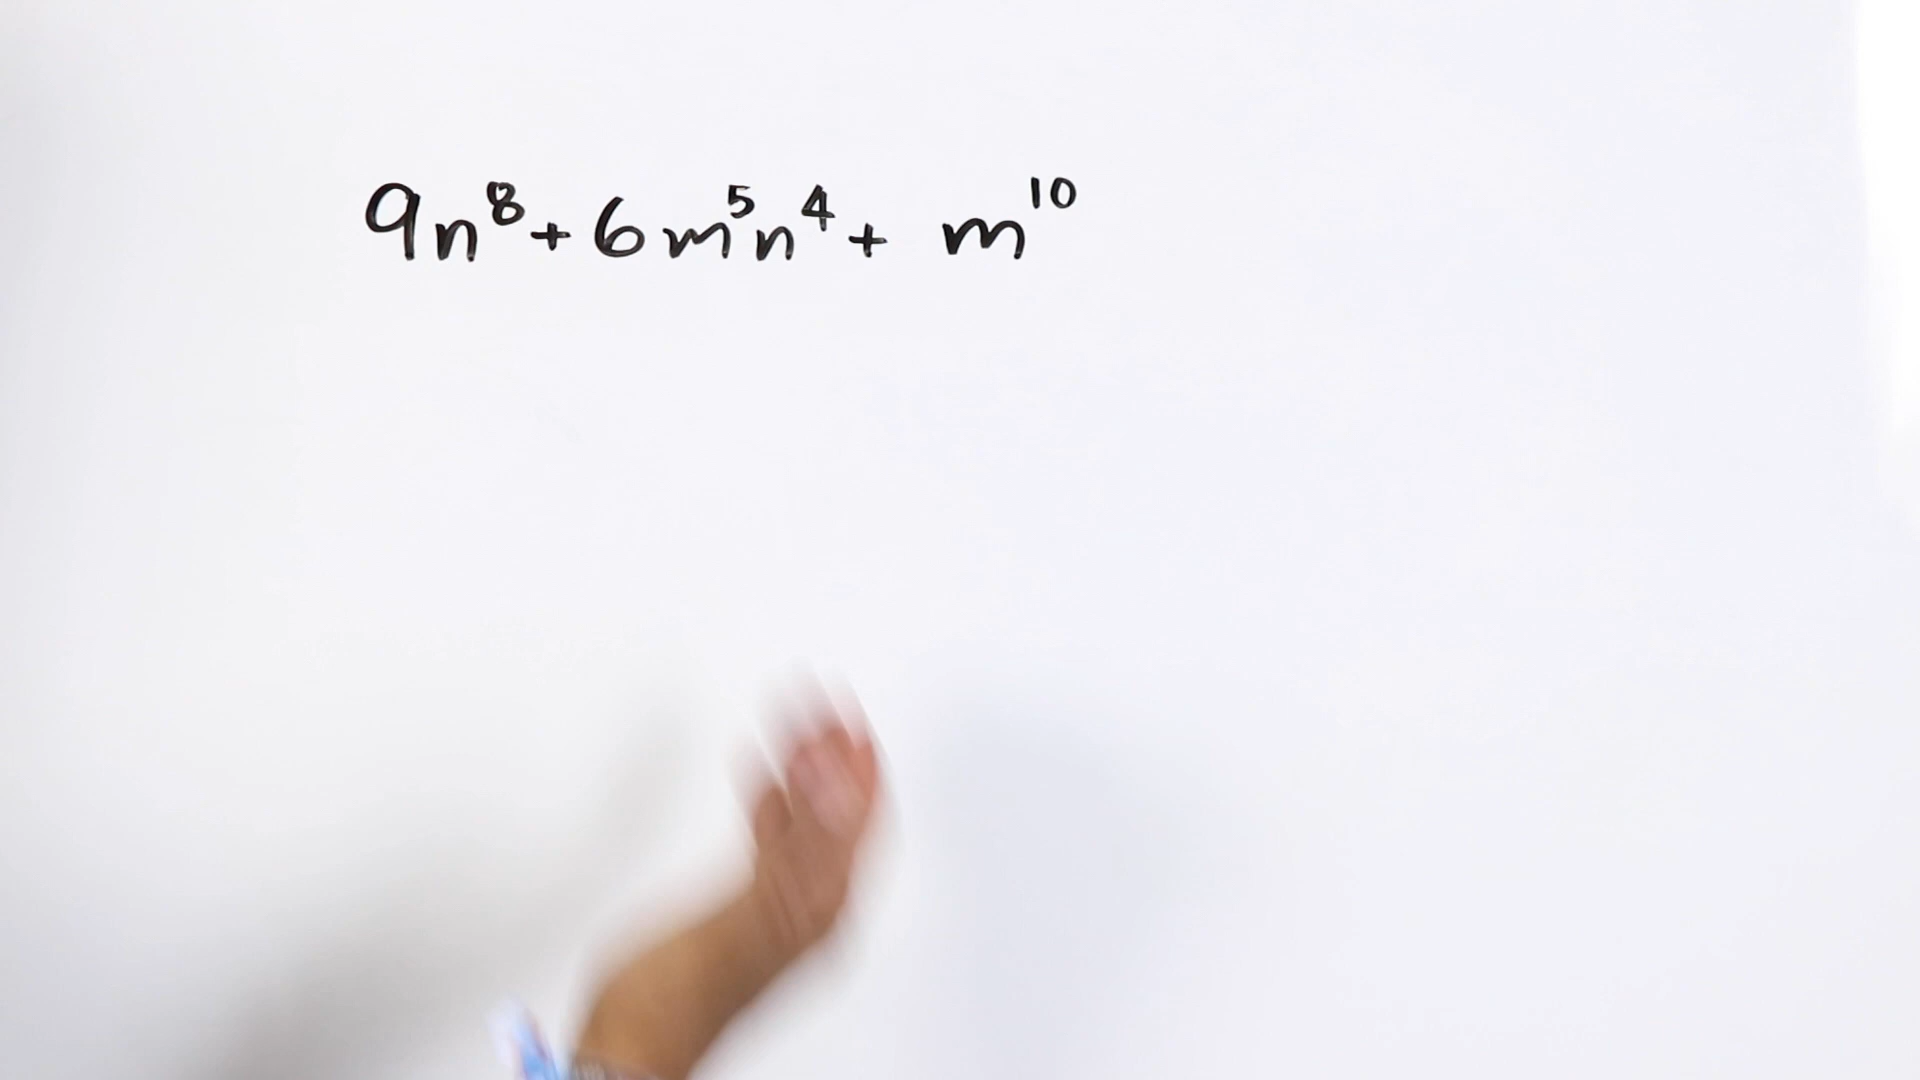 9n⁸ + 6m⁵n⁴ + m¹⁰